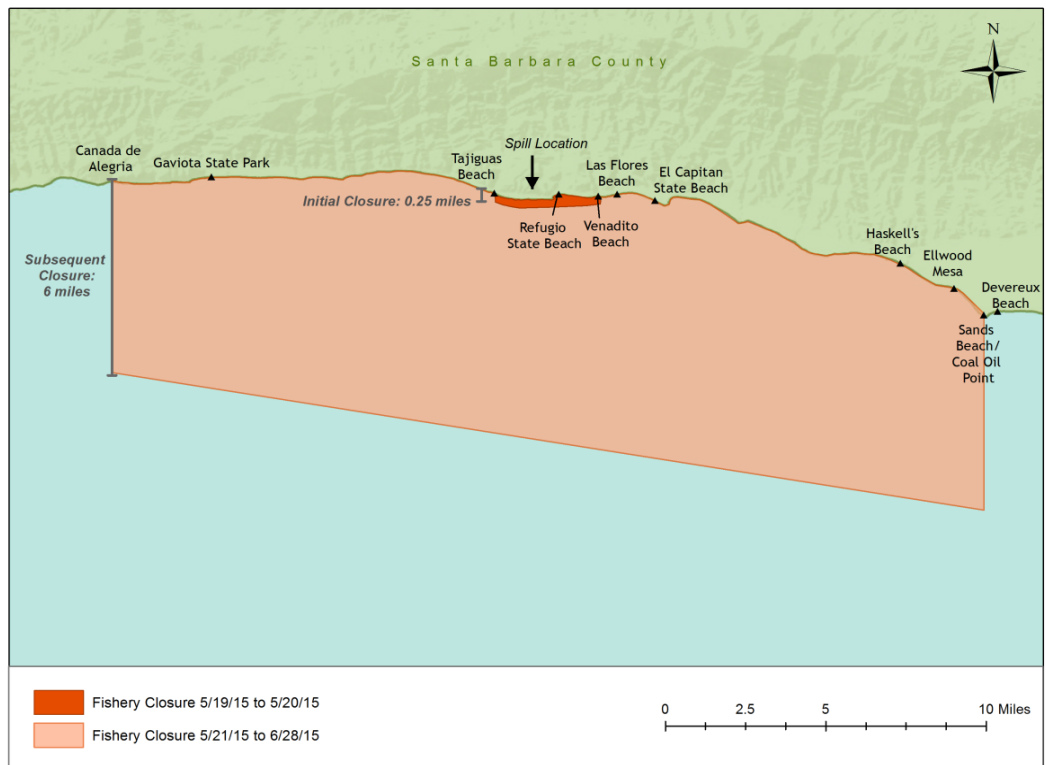 Santa Barbara County
N
Spill Location
Canada de
Alegria
Gaviota State Park
Tajiguas
Beach
Las Flores
Beach
El Capitan
State Beach
Initial Closure: 0.25 miles
Refugio
State Beach
Venadito
Beach
Haskell's
Beach
Ellwood
Mesa
Subsequent
Closure:
6 miles
Devereux
Beach
Sands
Beach/
Coal Oil
Point
Fishery Closure 5/19/15 to 5/20/15
Fishery Closure 5/21/15 to 6/28/15
0 2.5 5 10 Miles